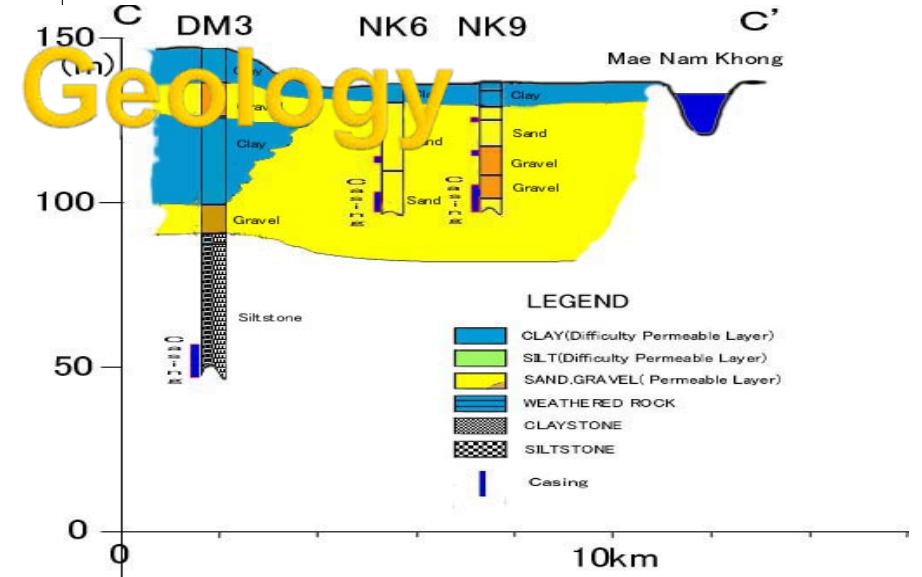 C
C'
DM3
NK6
NK9
150
(m)
Geology
Mae Nam Khong
Clay
Clay
Clay
Gravel
Sand
Sand
Clay
Gravel
Gravel
Casing
Casing
Sand
100
Gravel
Siltstone
Casing
50
LEGEND
CLAY(Difficulty Permeable Layer)
SILT(Difficulty Permeable Layer)
SAND.GRAVEL( Permeable Layer)
WEATHERED ROCK
CLAYSTONE
SILTSTONE
Casing
0
0
10km